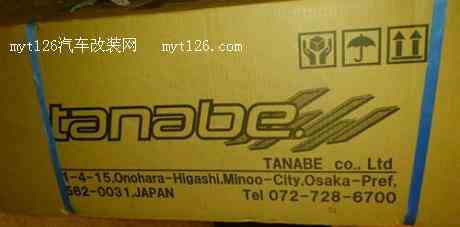 myt126汽车改装网 myt126.com
tanabe.
TANABE co., Ltd
1-4-15,Onohara-Higashi,Minoo-City,Osaka-Pref,
562-0031,JAPAN Tel 072-728-6700